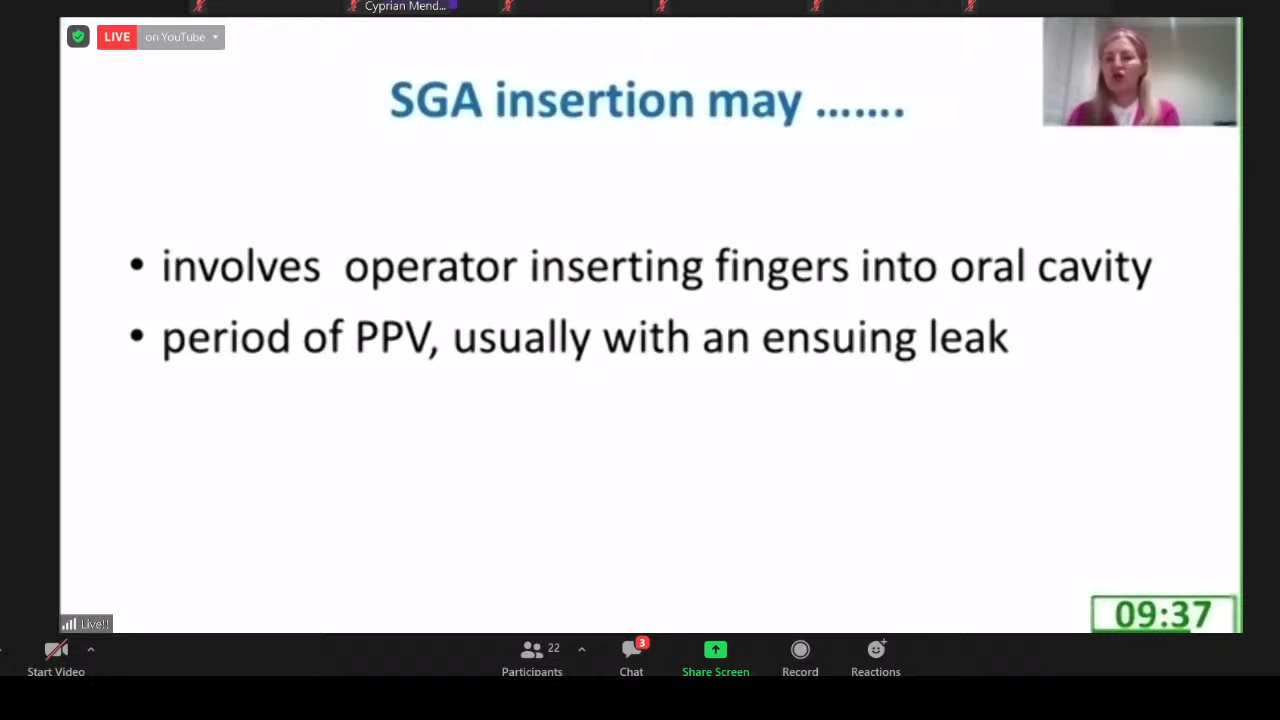 Cyprian Mend...
LIVE on YouTube
SGA insertion may .......
• involves operator inserting fingers into oral cavity
• period of PPV, usually with an ensuing leak
09:37
Live!!
22
3
Start Video
Participants
Chat
Share Screen
Record
Reactions